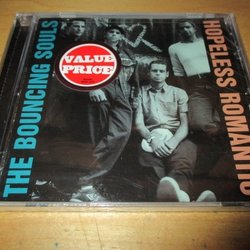 THE BOUNCING SOULS
VALUE
PRICE
HOPELESS ROMANTIC